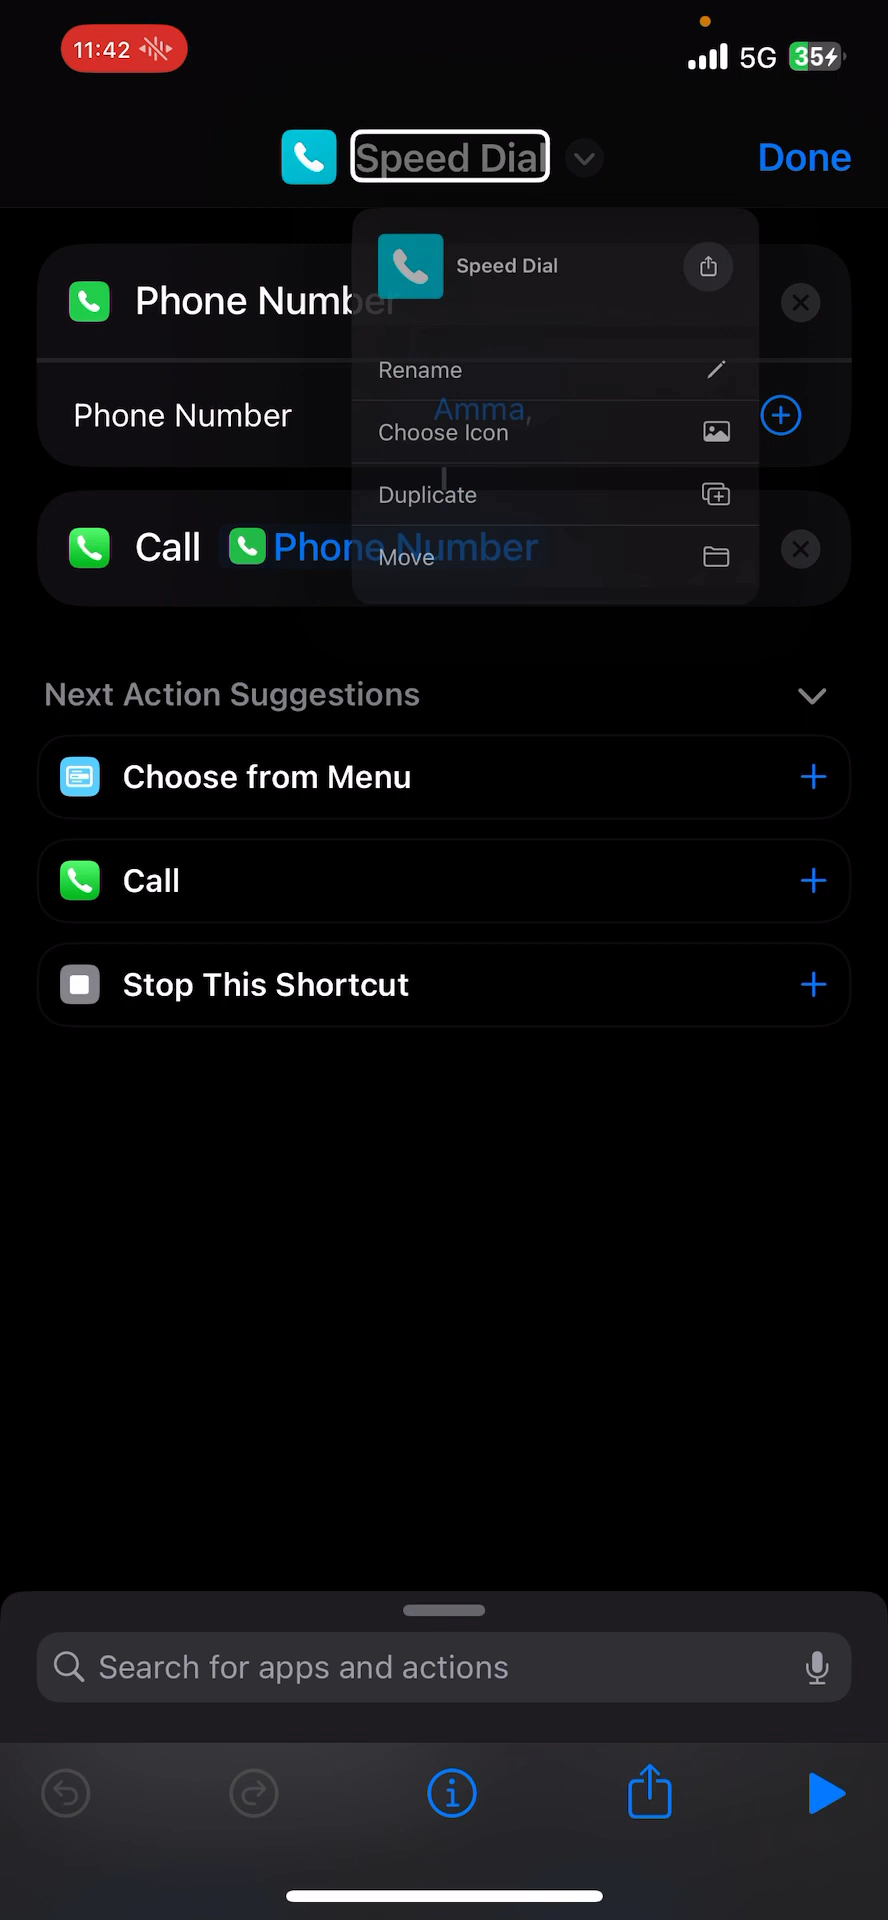 11:42
5G 35
Speed Dial
Done
Speed Dial
Phone Number
Rename
Phone Number
Amma,
Choose Icon
Duplicate
Call Phone Number
Move
Next Action Suggestions
Choose from Menu
Call
Stop This Shortcut
Search for apps and actions